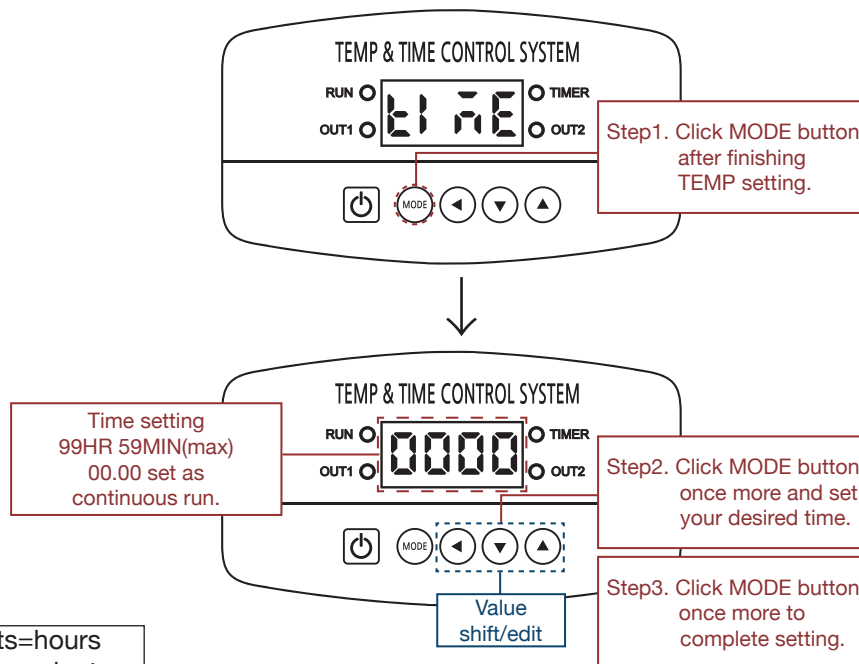 TEMP & TIME CONTROL SYSTEM
RUN
TIMER
OUT1
OUT2
tI mE
MODE
Step1. Click MODE button
after finishing
TEMP setting.
TEMP & TIME CONTROL SYSTEM
Time setting
99HR 59MIN(max)
00.00 set as
continuous run.
RUN
TIMER
OUT1
OUT2
0000
MODE
Step2. Click MODE button
once more and set
your desired time.
Value
shift/edit
Step3. Click MODE button
once more to
complete setting.
=hours